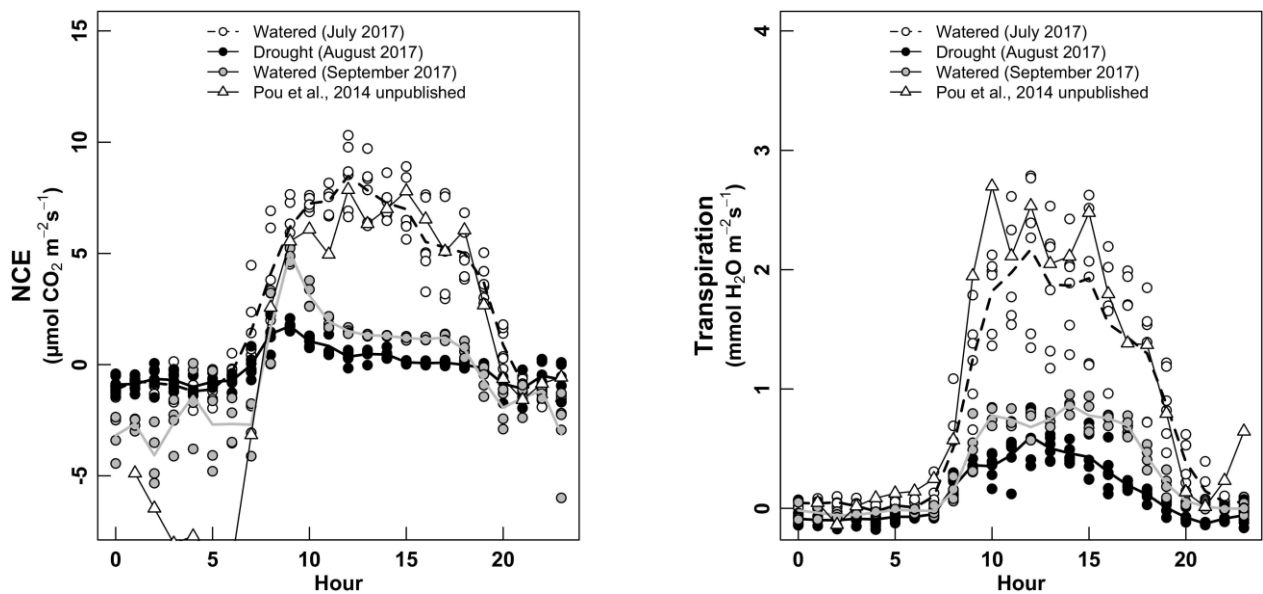 15
10
5
0
-5
NCE
(µmol CO₂ m⁻²s⁻¹)
Watered (July 2017)
Drought (August 2017)
Watered (September 2017)
Pou et al., 2014 unpublished
0 5 10 15 20
Hour
4
3
2
1
0
Transpiration
(mmol H₂O m⁻²s⁻¹)
Watered (July 2017)
Drought (August 2017)
Watered (September 2017)
Pou et al., 2014 unpublished
0 5 10 15 20
Hour